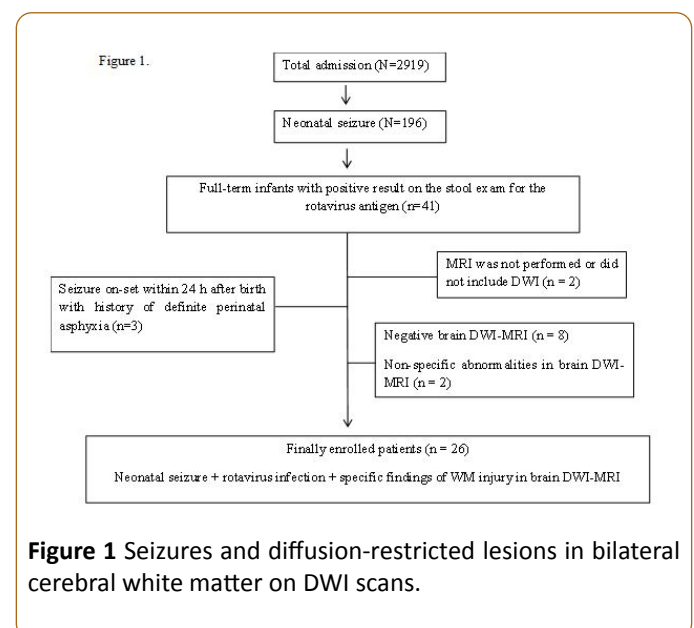 Figure 1.
Total admission (N=2919)
Neonatal seizure (N=196)
Full-term infants with positive result on the stool exam for the
rotavirus antigen (n=41)
MRI was not performed or did
not include DWI (n = 2)
Seizure on-set within 24 h after birth
with history of definite perinatal
asphyxia (n=3)
Negative brain DWI-MRI (n = 8)
Non-specific abnormalities in brain DWI-
MRI (n = 2)
Finally enrolled patients (n = 26)
Neonatal seizure + rotavirus infection + specific findings of WM injury in brain DWI-MRI
Figure 1 Seizures and diffusion-restricted lesions in bilateral
cerebral white matter on DWI scans.